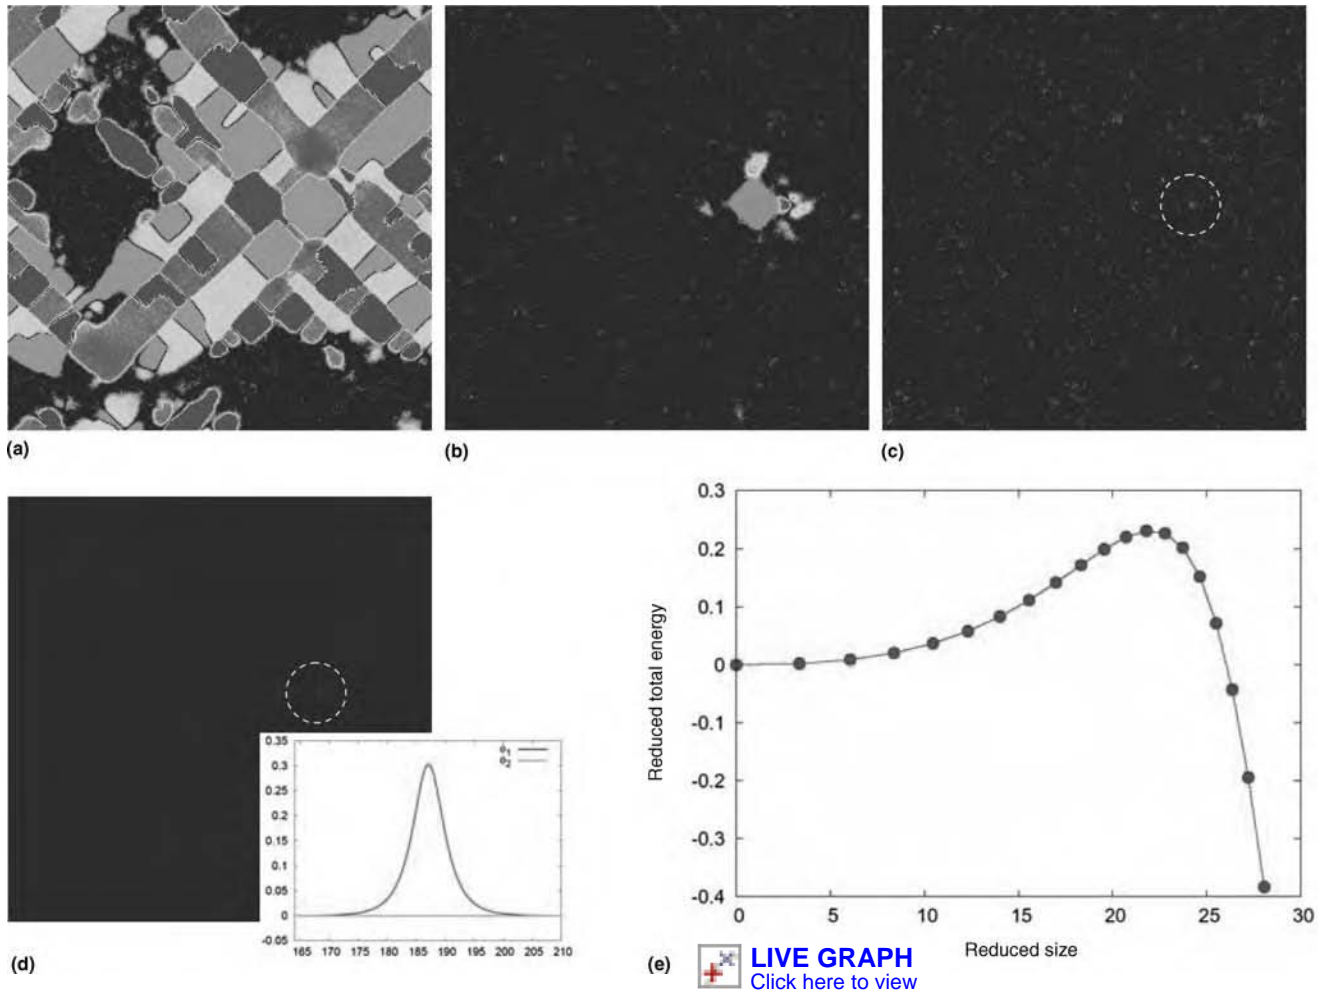 (a)
(b)
(c)
0.35
0.3
0.25
0.2
0.15
0.1
0.05
0
-0.05
165 170 175 180 185 190 195 200 205 210
ϕ1
ϕ2
(d)
0.3
0.2
0.1
0
-0.1
-0.2
-0.3
-0.4
Reduced total energy
0 5 10 15 20 25 30
Reduced size
(e)
LIVE GRAPH
Click here to view